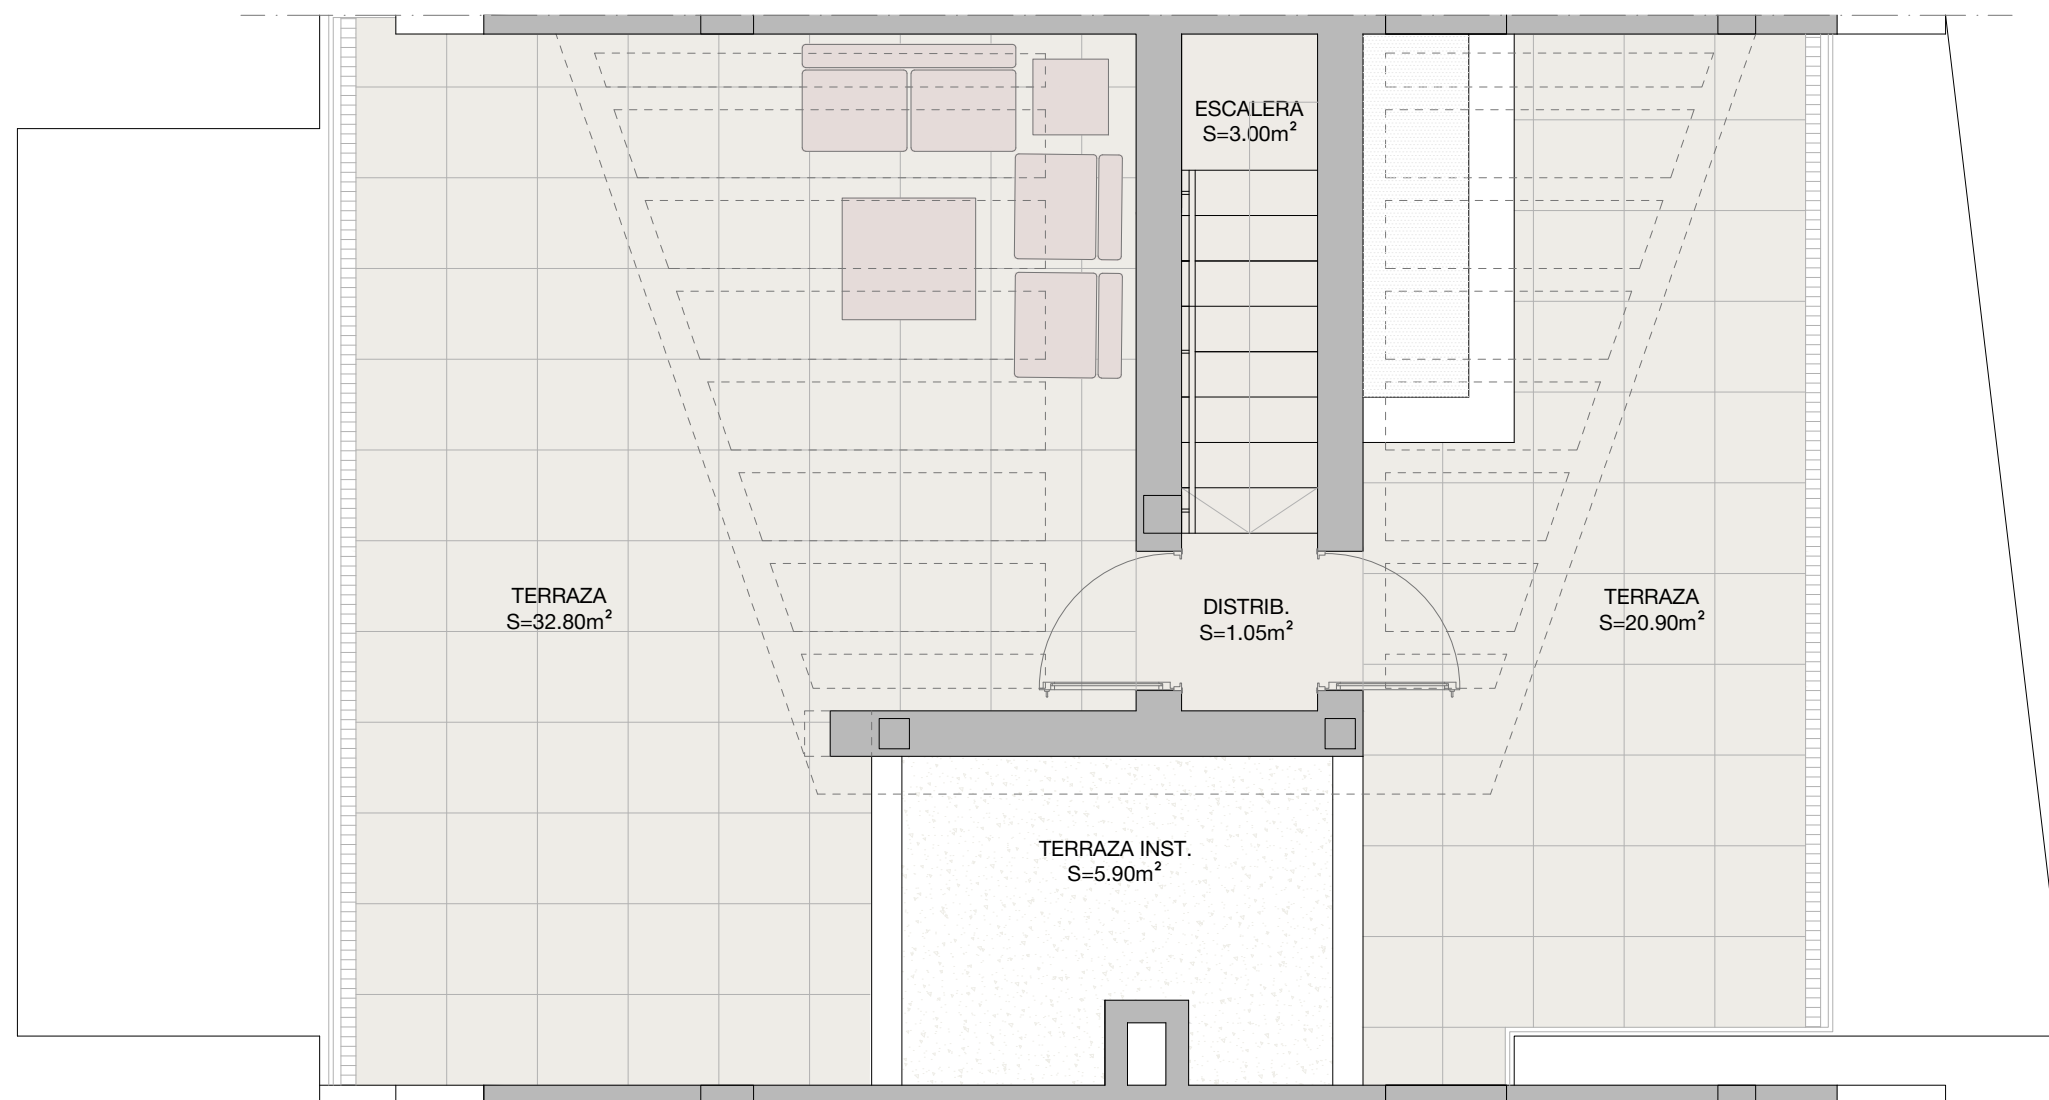 ESCALERA
S=3.00m²
TERRAZA
S=32.80m²
DISTRIB.
S=1.05m²
TERRAZA
S=20.90m²
TERRAZA INST.
S=5.90m²